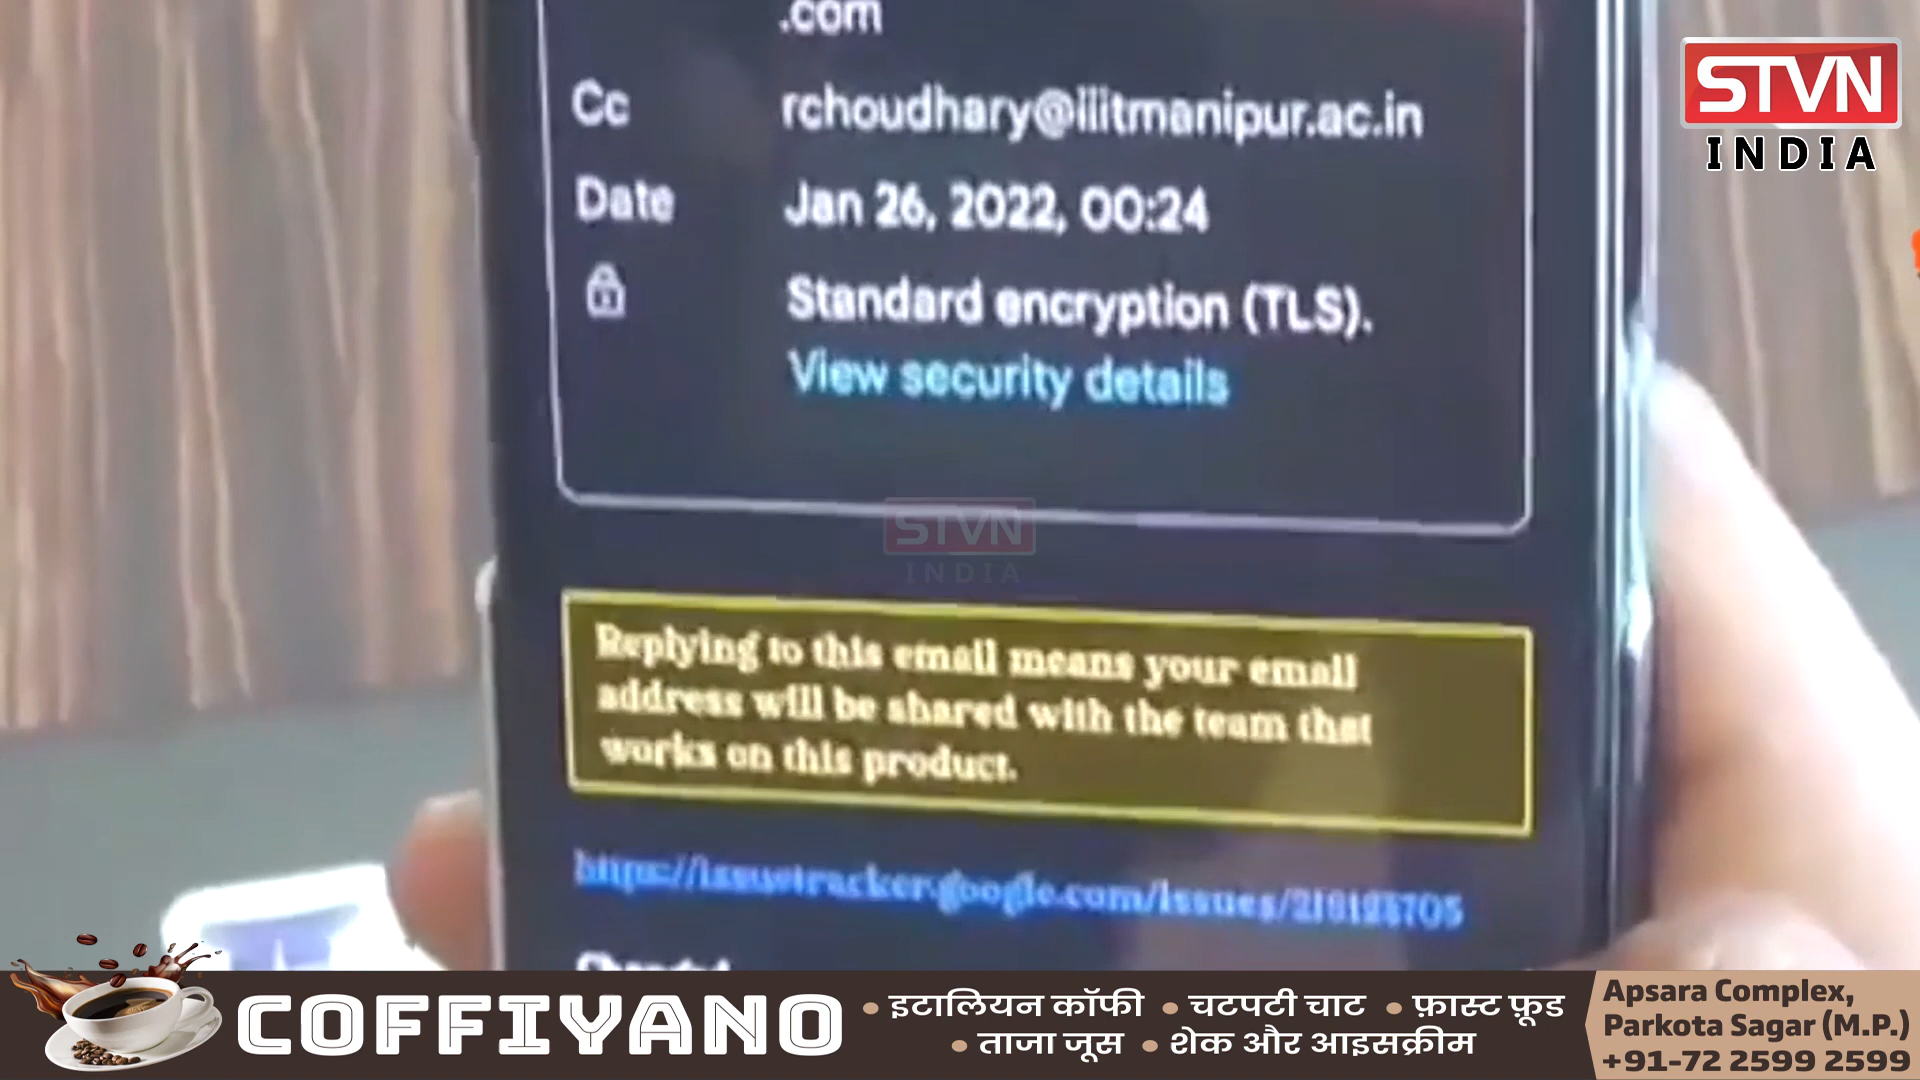 .com
Cc rchoudhary@iiitmanipur.ac.in
Date Jan 26, 2022, 00:24
Standard encryption (TLS).
View security details
Replying to this email means your email
address will be shared with the team that
works on this product.
STVN
INDIA
STVN
INDIA
COFFIYANO
• इटालियन कॉफी • चटपटी चाट • फ़ास्ट फ़ूड
• ताजा जूस • शेक और आइसक्रीम
Apsara Complex,
Parkota Sagar (M.P.)
+91-72 2599 2599